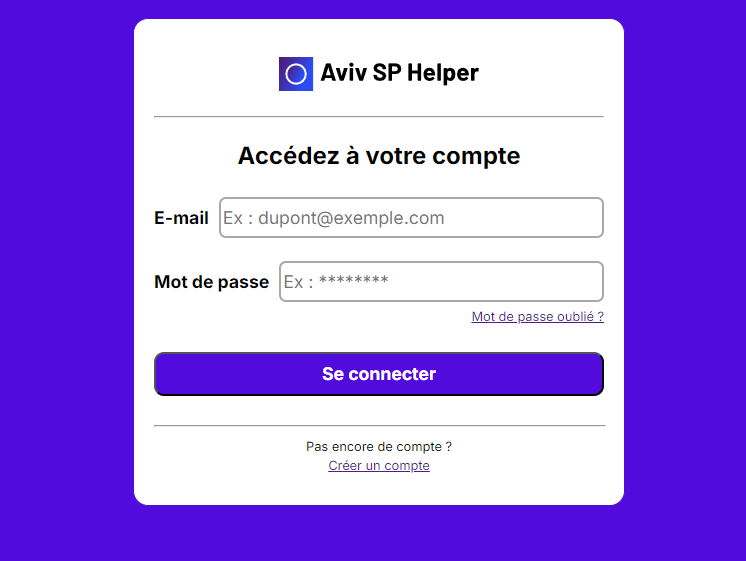 Aviv SP Helper
Accédez à votre compte
E-mail Ex : dupont@exemple.com
Mot de passe Ex : ********
Mot de passe oublié ?
Se connecter
Pas encore de compte ?
Créer un compte